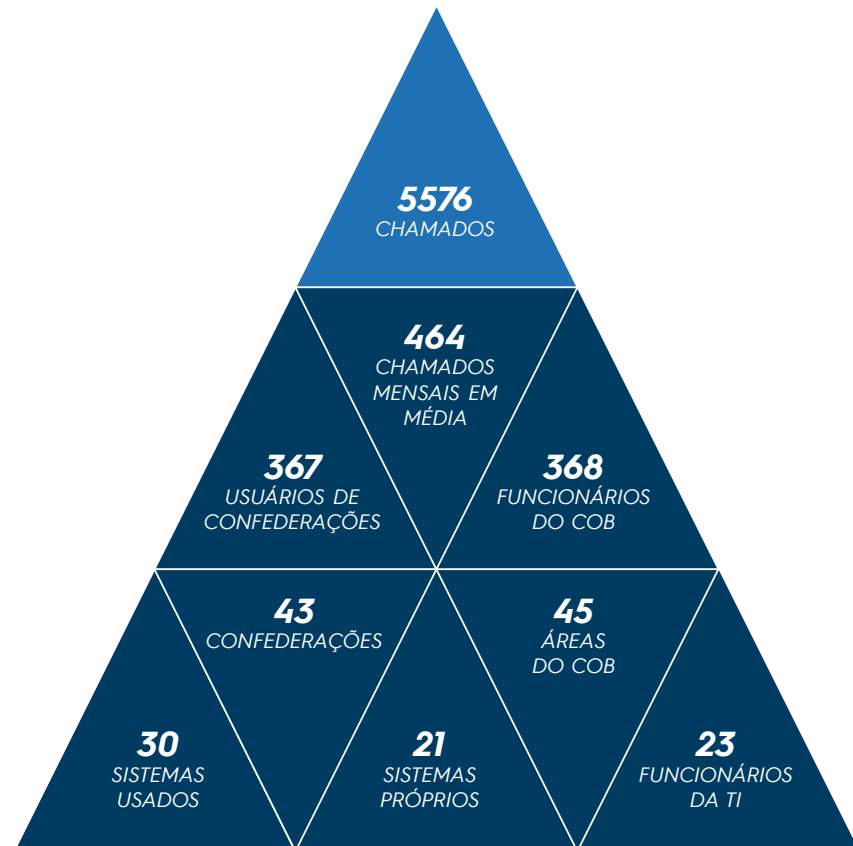 5576
CHAMADOS
464
CHAMADOS
MENSAIS EM
MÉDIA
367
USUÁRIOS DE
CONFEDERAÇÕES
368
FUNCIONÁRIOS
DO COB
43
CONFEDERAÇÕES
45
ÁREAS
DO COB
30
SISTEMAS
USADOS
21
SISTEMAS
PRÓPRIOS
23
FUNCIONÁRIOS
DA TI